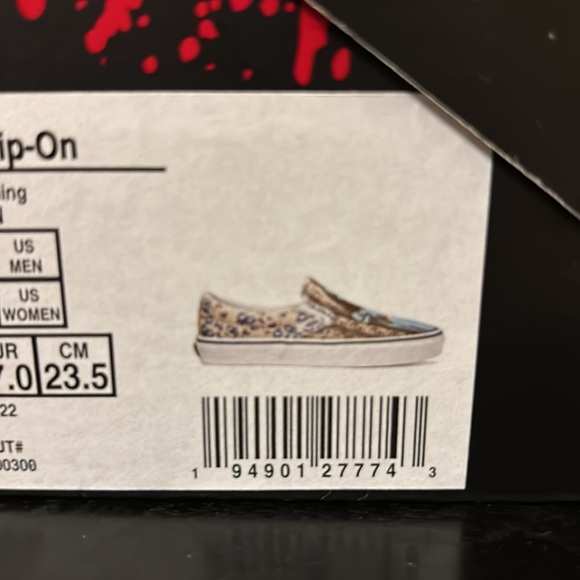 ip-On
ing
US
MEN
US
WOMEN
UR CM
7.0 23.5
22
UT#
00300
1 94901 27774 3